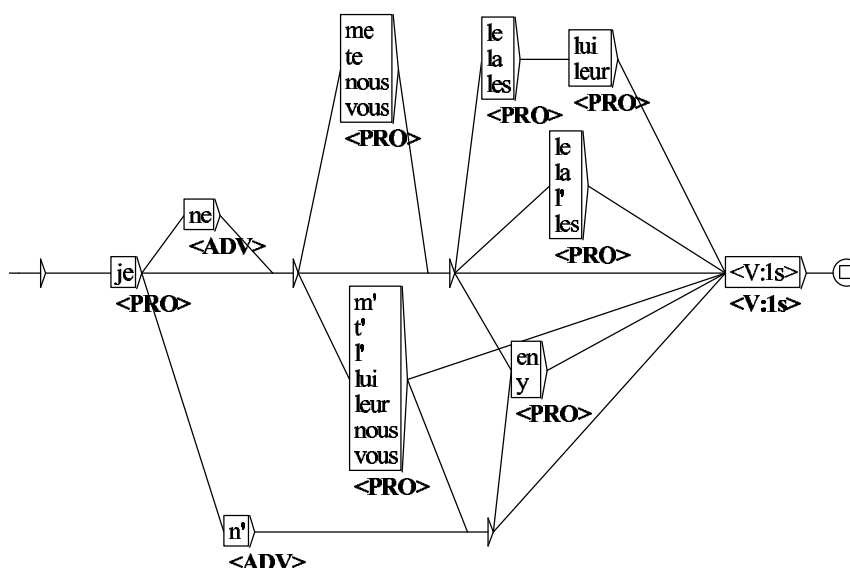 me
te
nous
vous
<PRO>
le
la
les
<PRO>
lui
leur
<PRO>
le
la
l'
les
<PRO>
ne
<ADV>
je
<PRO>
<V:1s>
<V:1s>
m'
t'
l'
lui
leur
nous
vous
<PRO>
en
y
<PRO>
n'
<ADV>